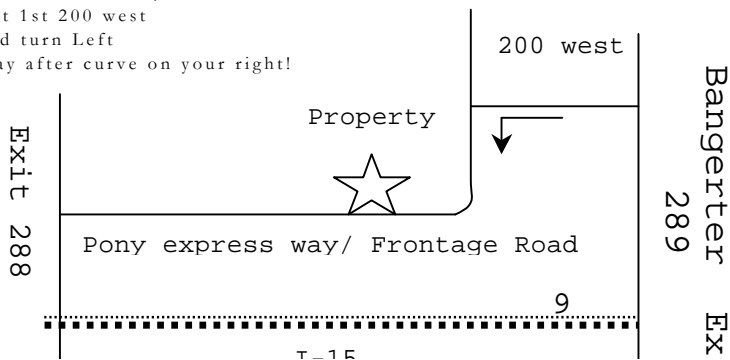 t 1st 200 west
d turn Left
ay after curve on your right!
200 west
Property
Pony express way/ Frontage Road
9
I-15
Exit 288
Bangerter Ex
289